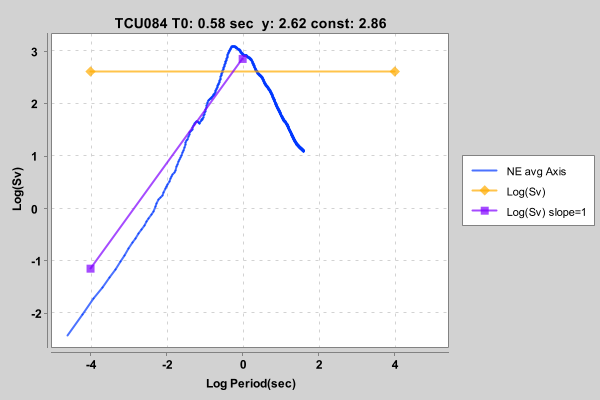 TCU084 T0: 0.58 sec y: 2.62 const: 2.86
Log(Sv)
3
2
1
0
-1
-2
-4
-2
0
2
4
Log Period(sec)
NE avg Axis
Log(Sv)
Log(Sv) slope=1